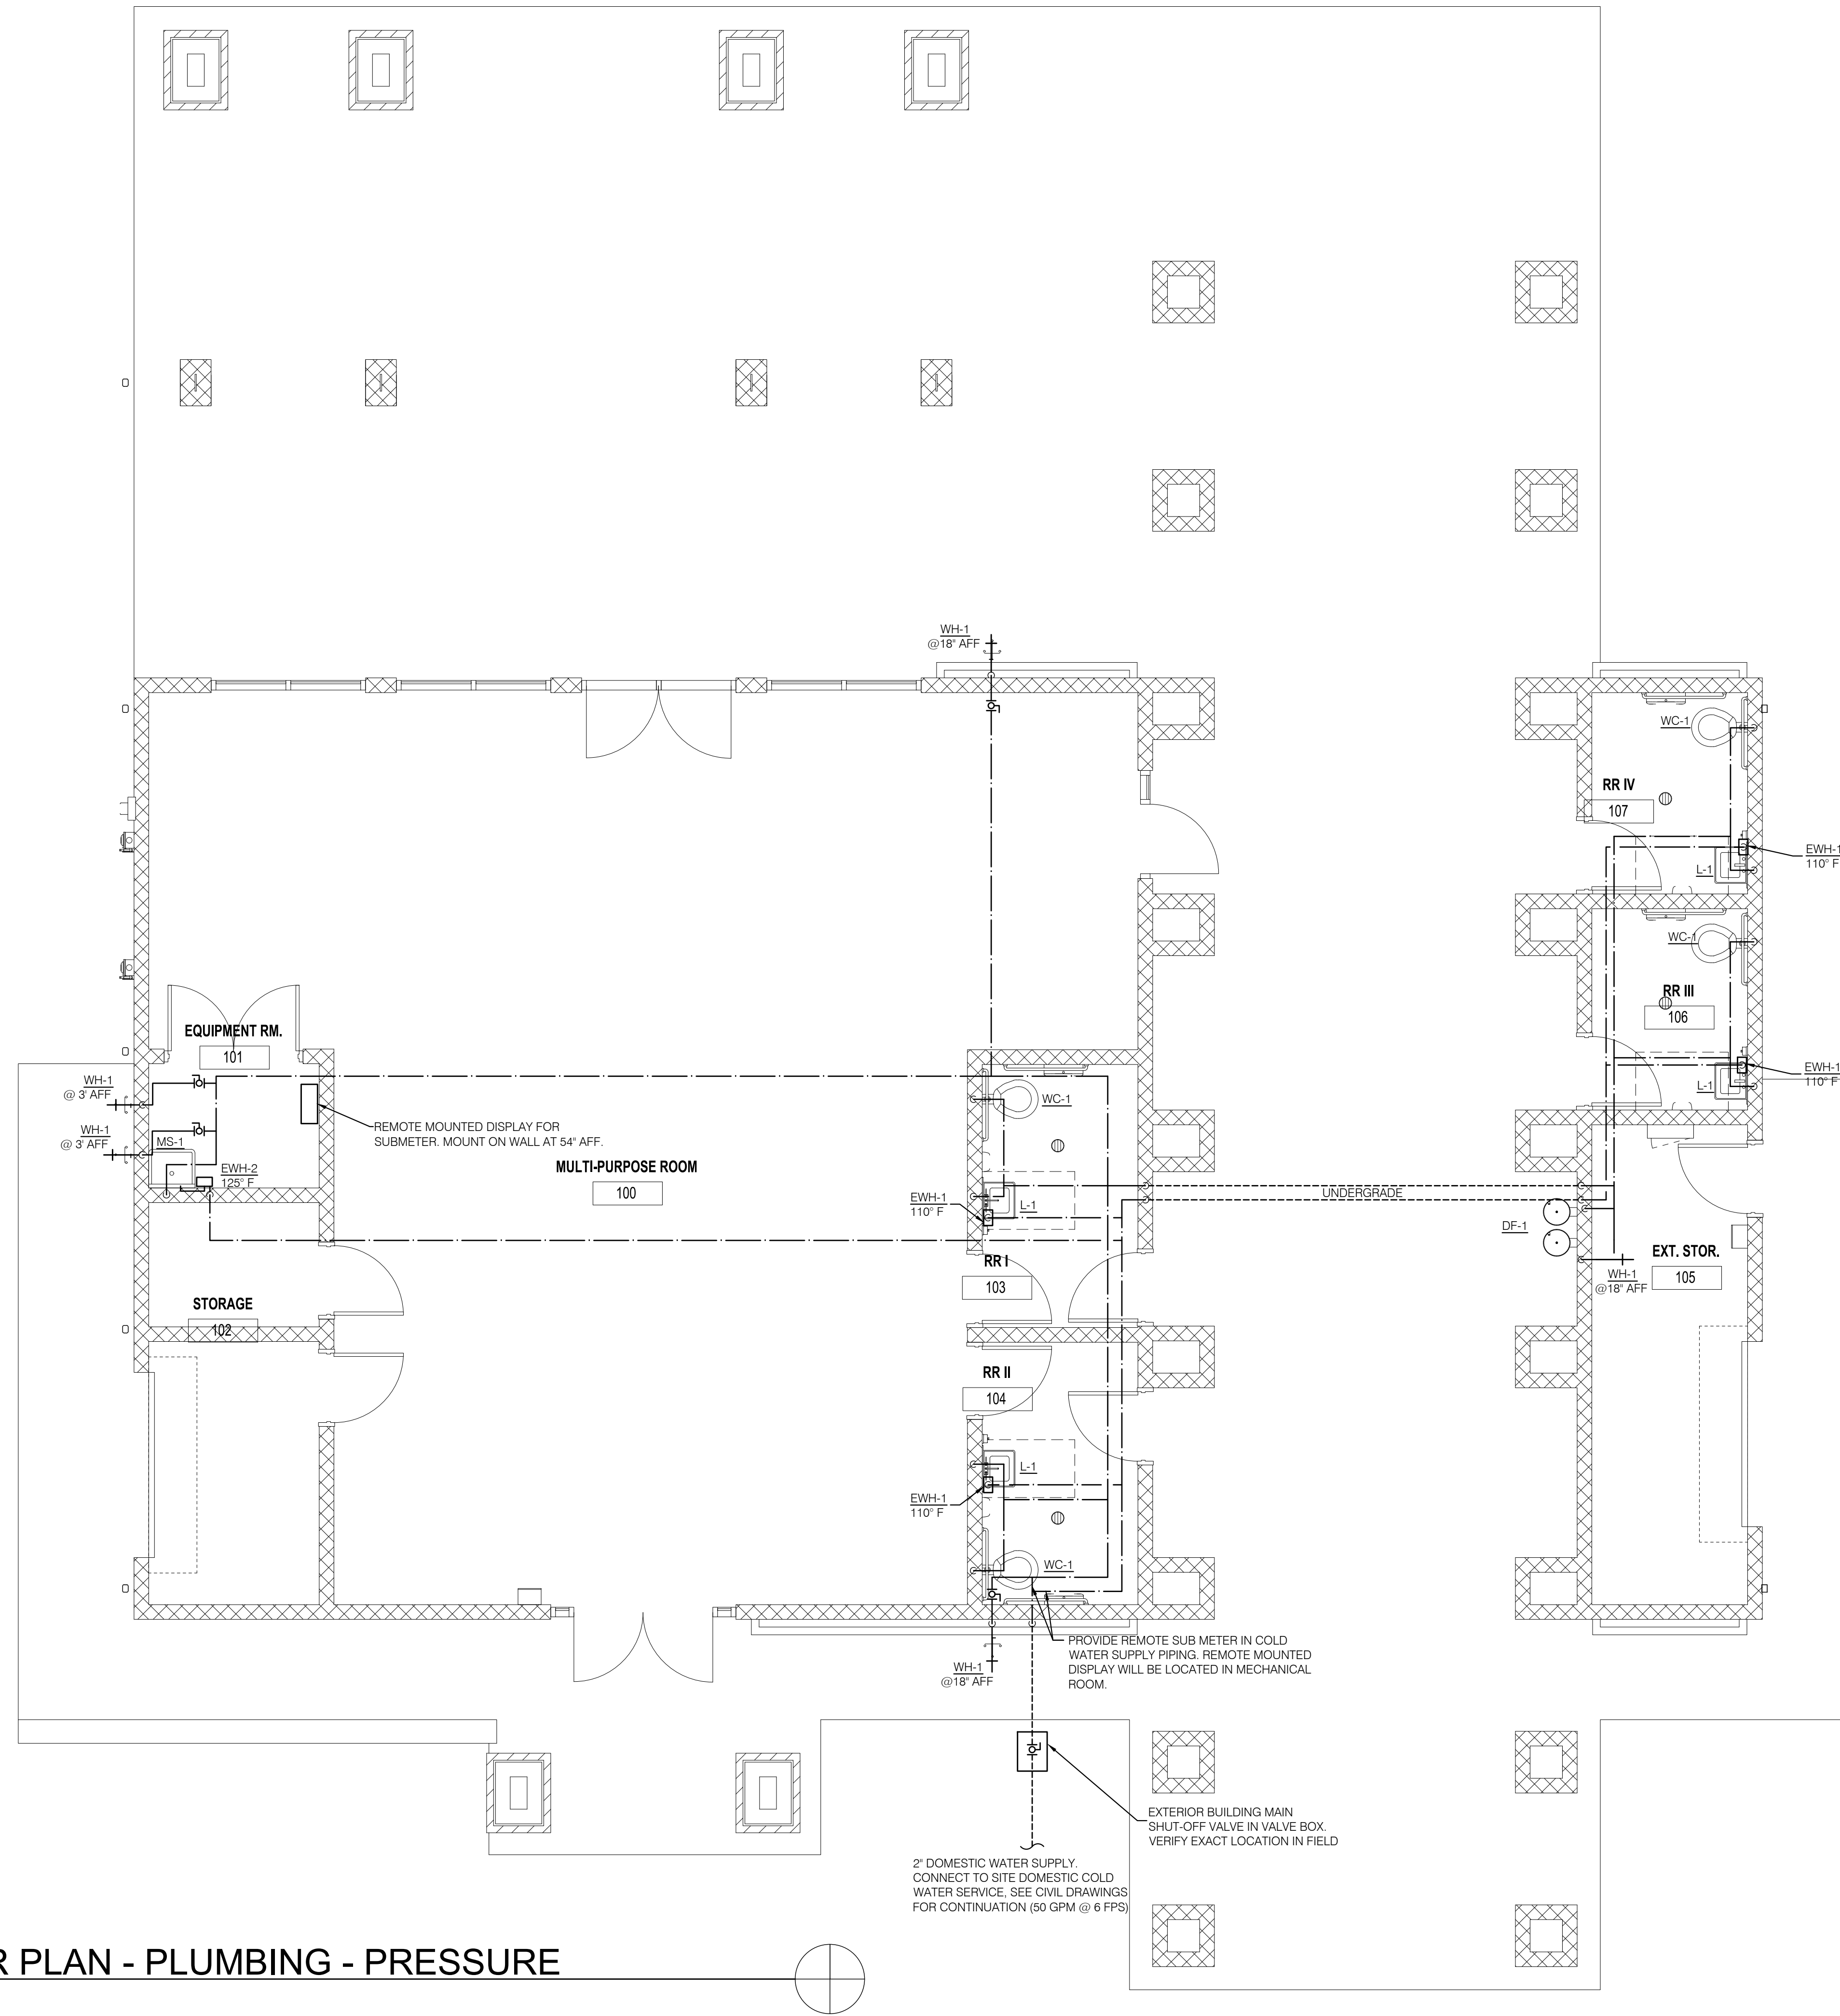 WH-1
@18" AFF
WC-1
RR IV
107
EWH-1
110° F
L-1
WC-1
RR III
106
EQUIPMENT RM.
101
EWH-1
110° F
L-1
WH-1
@ 3' AFF
WC-1
REMOTE MOUNTED DISPLAY FOR
SUBMETER. MOUNT ON WALL AT 54" AFF.
WH-1
@ 3' AFF
MS-1
EWH-2
125° F
MULTI-PURPOSE ROOM
100
EWH-1
110° F
L-1
UNDERGRADE
DF-1
RR I
103
EXT. STOR.
105
WH-1
@18" AFF
STORAGE
102
RR II
104
L-1
EWH-1
110° F
WC-1
PROVIDE REMOTE SUB METER IN COLD
WATER SUPPLY PIPING. REMOTE MOUNTED
DISPLAY WILL BE LOCATED IN MECHANICAL
ROOM.
WH-1
@18" AFF
EXTERIOR BUILDING MAIN
SHUT-OFF VALVE IN VALVE BOX.
VERIFY EXACT LOCATION IN FIELD
2" DOMESTIC WATER SUPPLY.
CONNECT TO SITE DOMESTIC COLD
WATER SERVICE, SEE CIVIL DRAWINGS
FOR CONTINUATION (50 GPM @ 6 FPS)
R PLAN - PLUMBING - PRESSURE